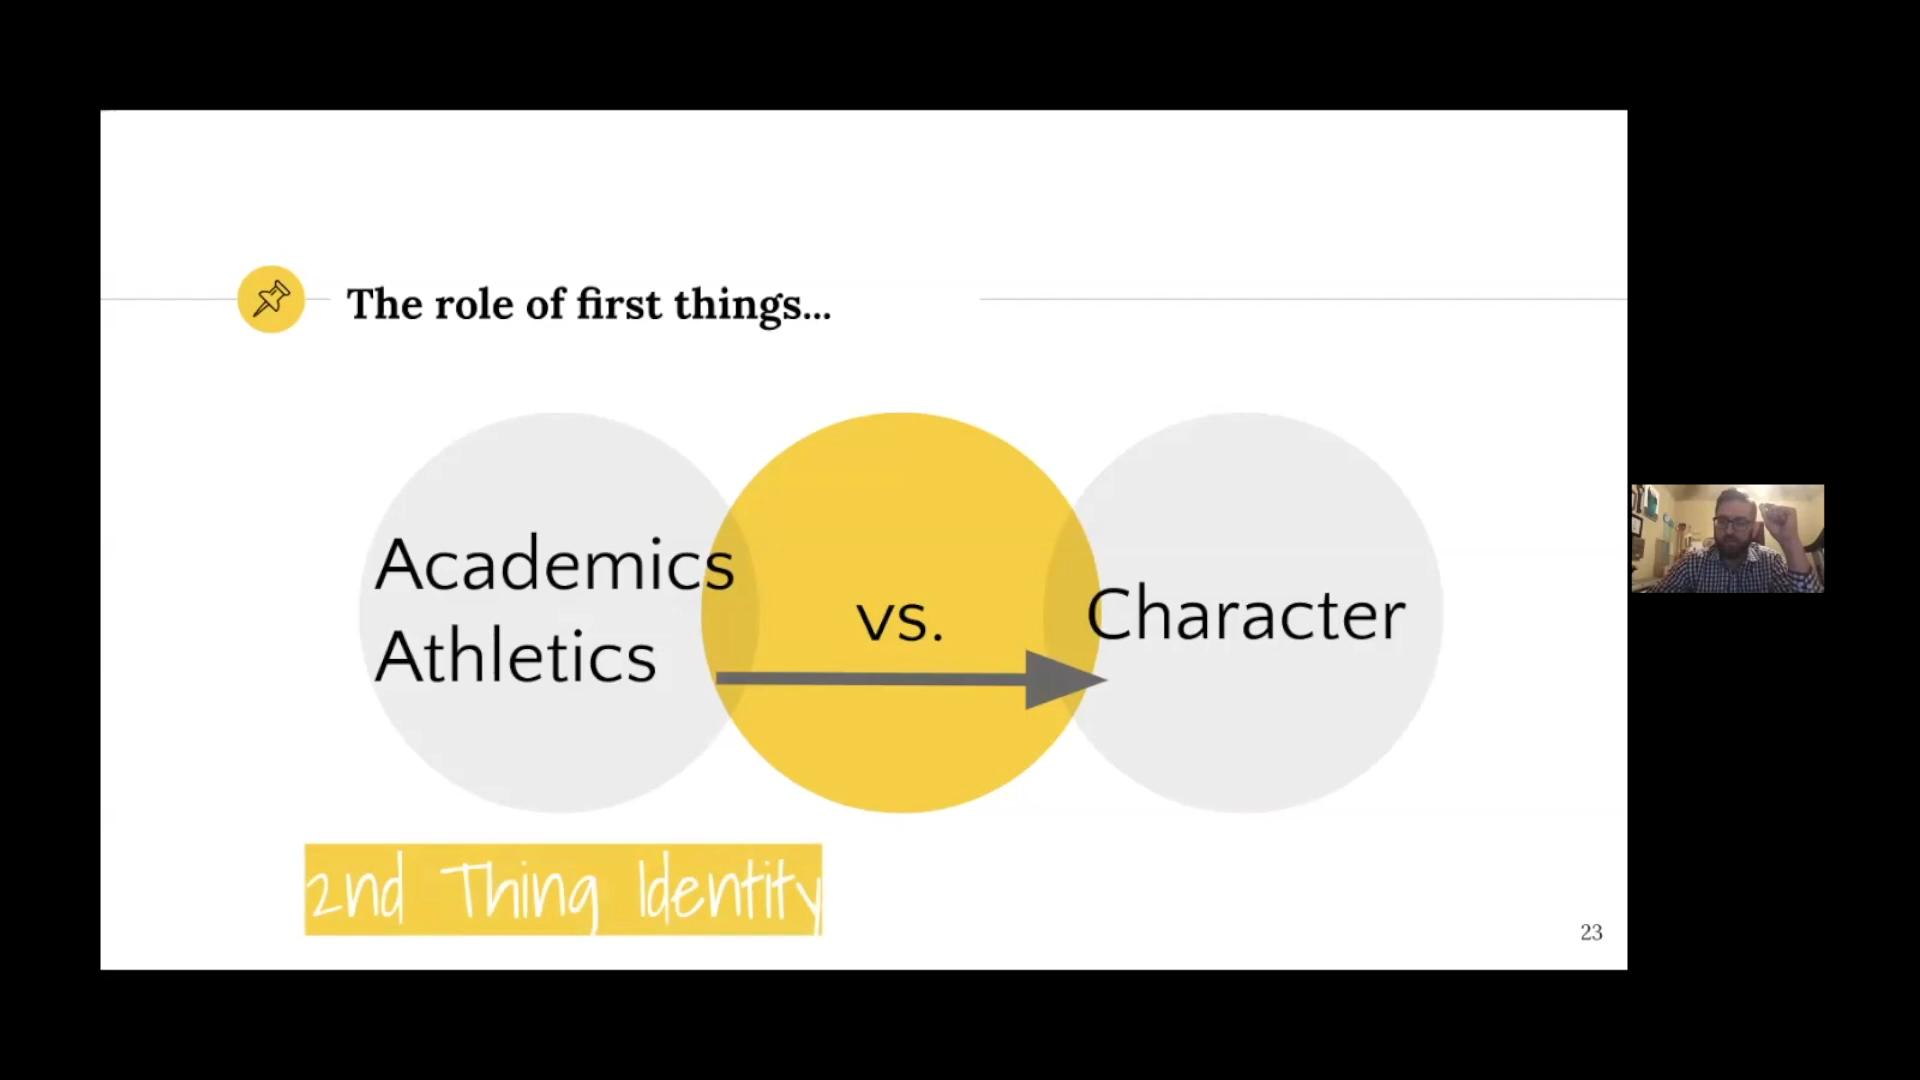 The role of first things...
Academics
Athletics
vs.
Character
2nd Thing Identity
23